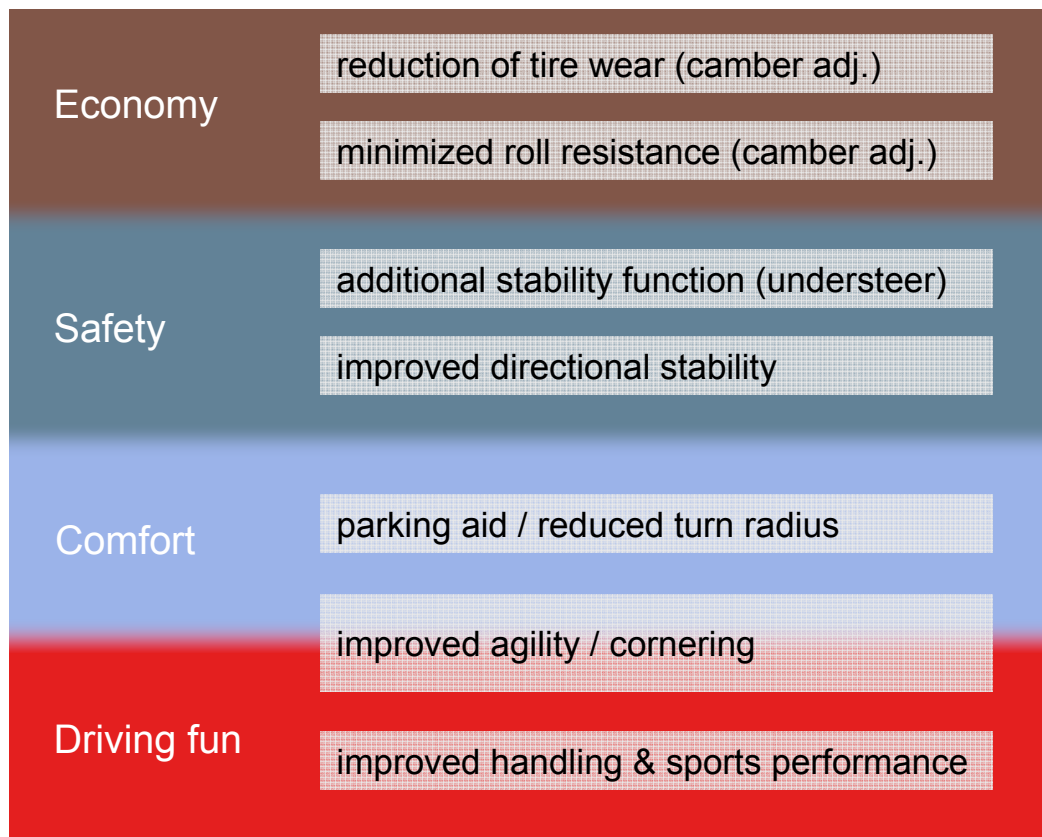 Economy
reduction of tire wear (camber adj.)
minimized roll resistance (camber adj.)
Safety
additional stability function (understeer)
improved directional stability
Comfort
parking aid / reduced turn radius
improved agility / cornering
Driving fun
improved handling & sports performance